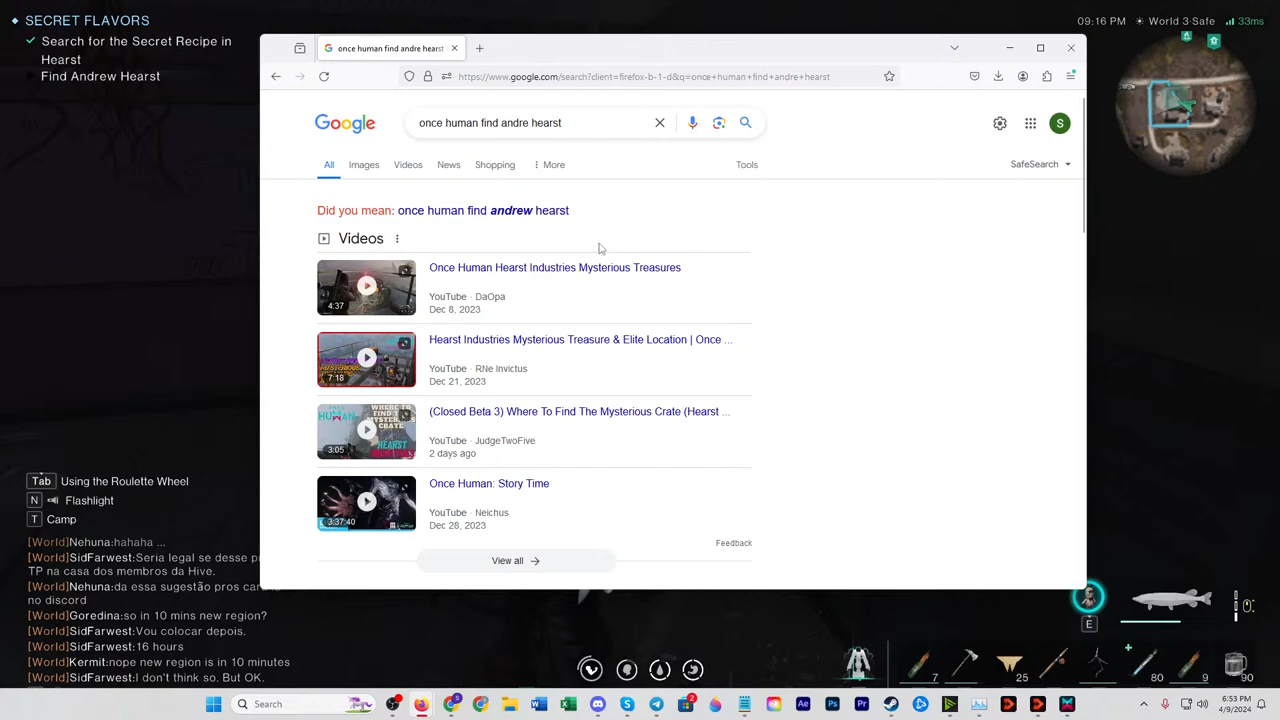 SECRET FLAVORS
Search for the Secret Recipe in
Hearst
Find Andrew Hearst
09:16 PM World 3·Safe 33ms
once human find andre hearst
https://www.google.com/search?client=firefox-b-1-d&q=once+human+find+andre+hearst
Google
once human find andre hearst
S
All Images Videos News Shopping More Tools SafeSearch
Did you mean: once human find andrew hearst
Videos
Once Human Hearst Industries Mysterious Treasures
YouTube · DaOpa
Dec 8, 2023
4:37
Hearst Industries Mysterious Treasure & Elite Location | Once ...
YouTube · RNe Invictus
Dec 21, 2023
7:18
(Closed Beta 3) Where To Find The Mysterious Crate (Hearst ...
YouTube · JudgeTwoFive
2 days ago
WHERE
TO FIND THE
MYSTERIOUS
CRATE
HUMAN
HEARST
3:05
Once Human: Story Time
YouTube · Neichus
Dec 28, 2023
3:37:40
Feedback
View all
Tab Using the Roulette Wheel
N Flashlight
T Camp
[World]Nehuna:hahaha ...
[World]SidFarwest:Seria legal se desse p
TP na casa dos membros da Hive.
[World]Nehuna:da essa sugestão pros car
no discord
[World]Goredina:so in 10 mins new region?
[World]SidFarwest:Vou colocar depois.
[World]SidFarwest:16 hours
[World]Kermit:nope new region is in 10 minutes
[World]SidFarwest:I don't think so. But OK.
E
7 25 80 9 90
Search
2
6:53 PM
4/9/2024